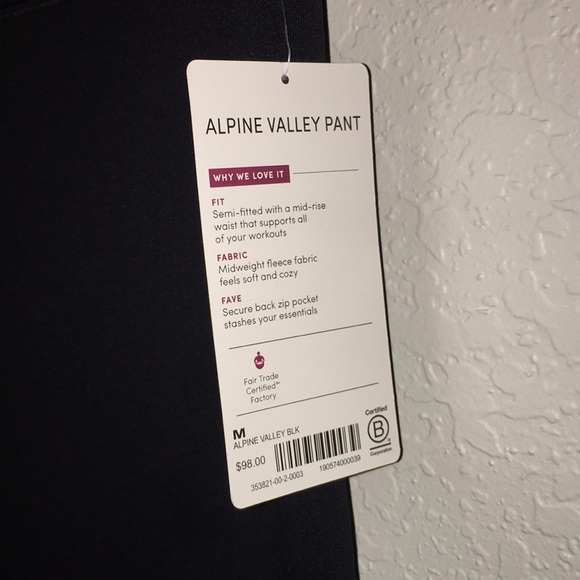 ALPINE VALLEY PANT
WHY WE LOVE IT
FIT
Semi-fitted with a mid-rise
waist that supports all
of your workouts
FABRIC
Midweight fleece fabric
feels soft and cozy
FAVE
Secure back zip pocket
stashes your essentials
Fair Trade
Certified™
Factory
M
ALPINE VALLEY BLK
$98.00
353821-00-2-0003
190574000039
Certified
B
Corporation